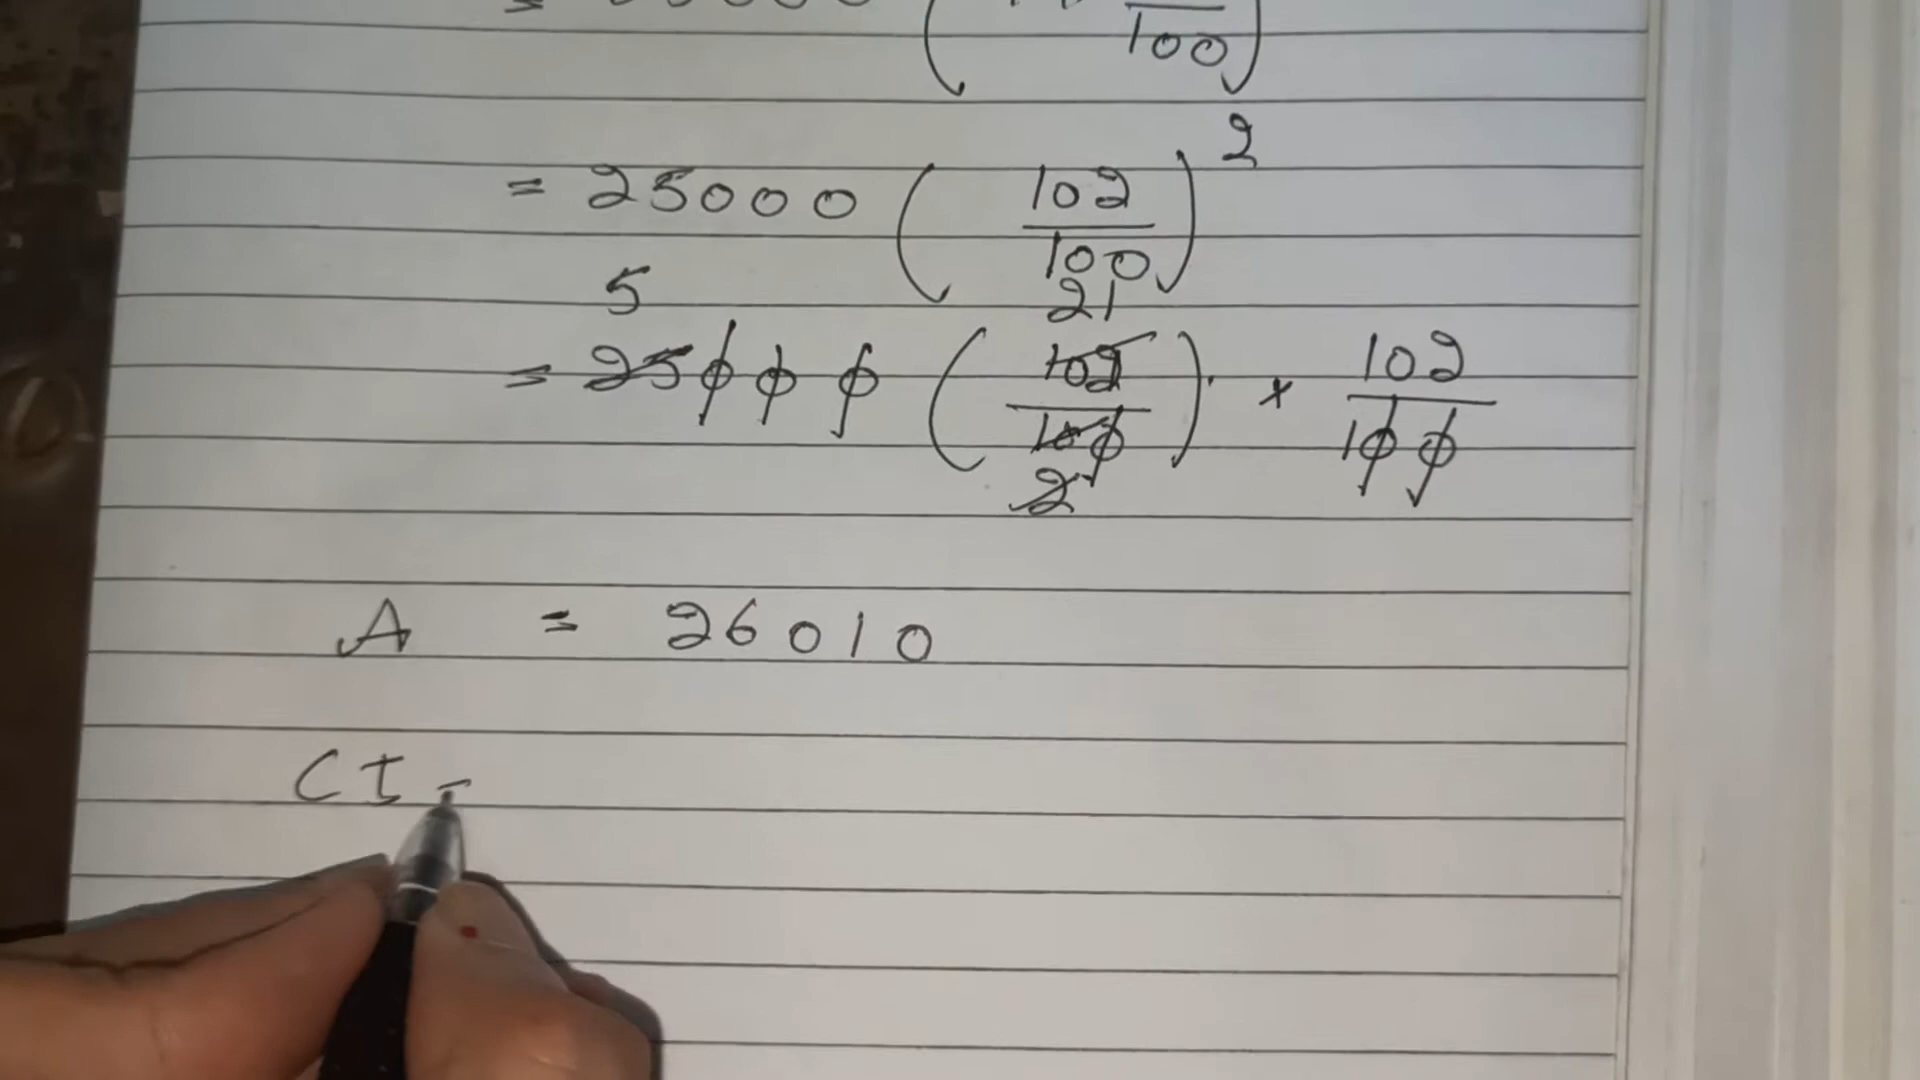 100
= 25000 ( 102 / 100 ) 2
5 21
= 25000 ( 102 / 100 ) × 102 / 100
2
A = 26010
CI -